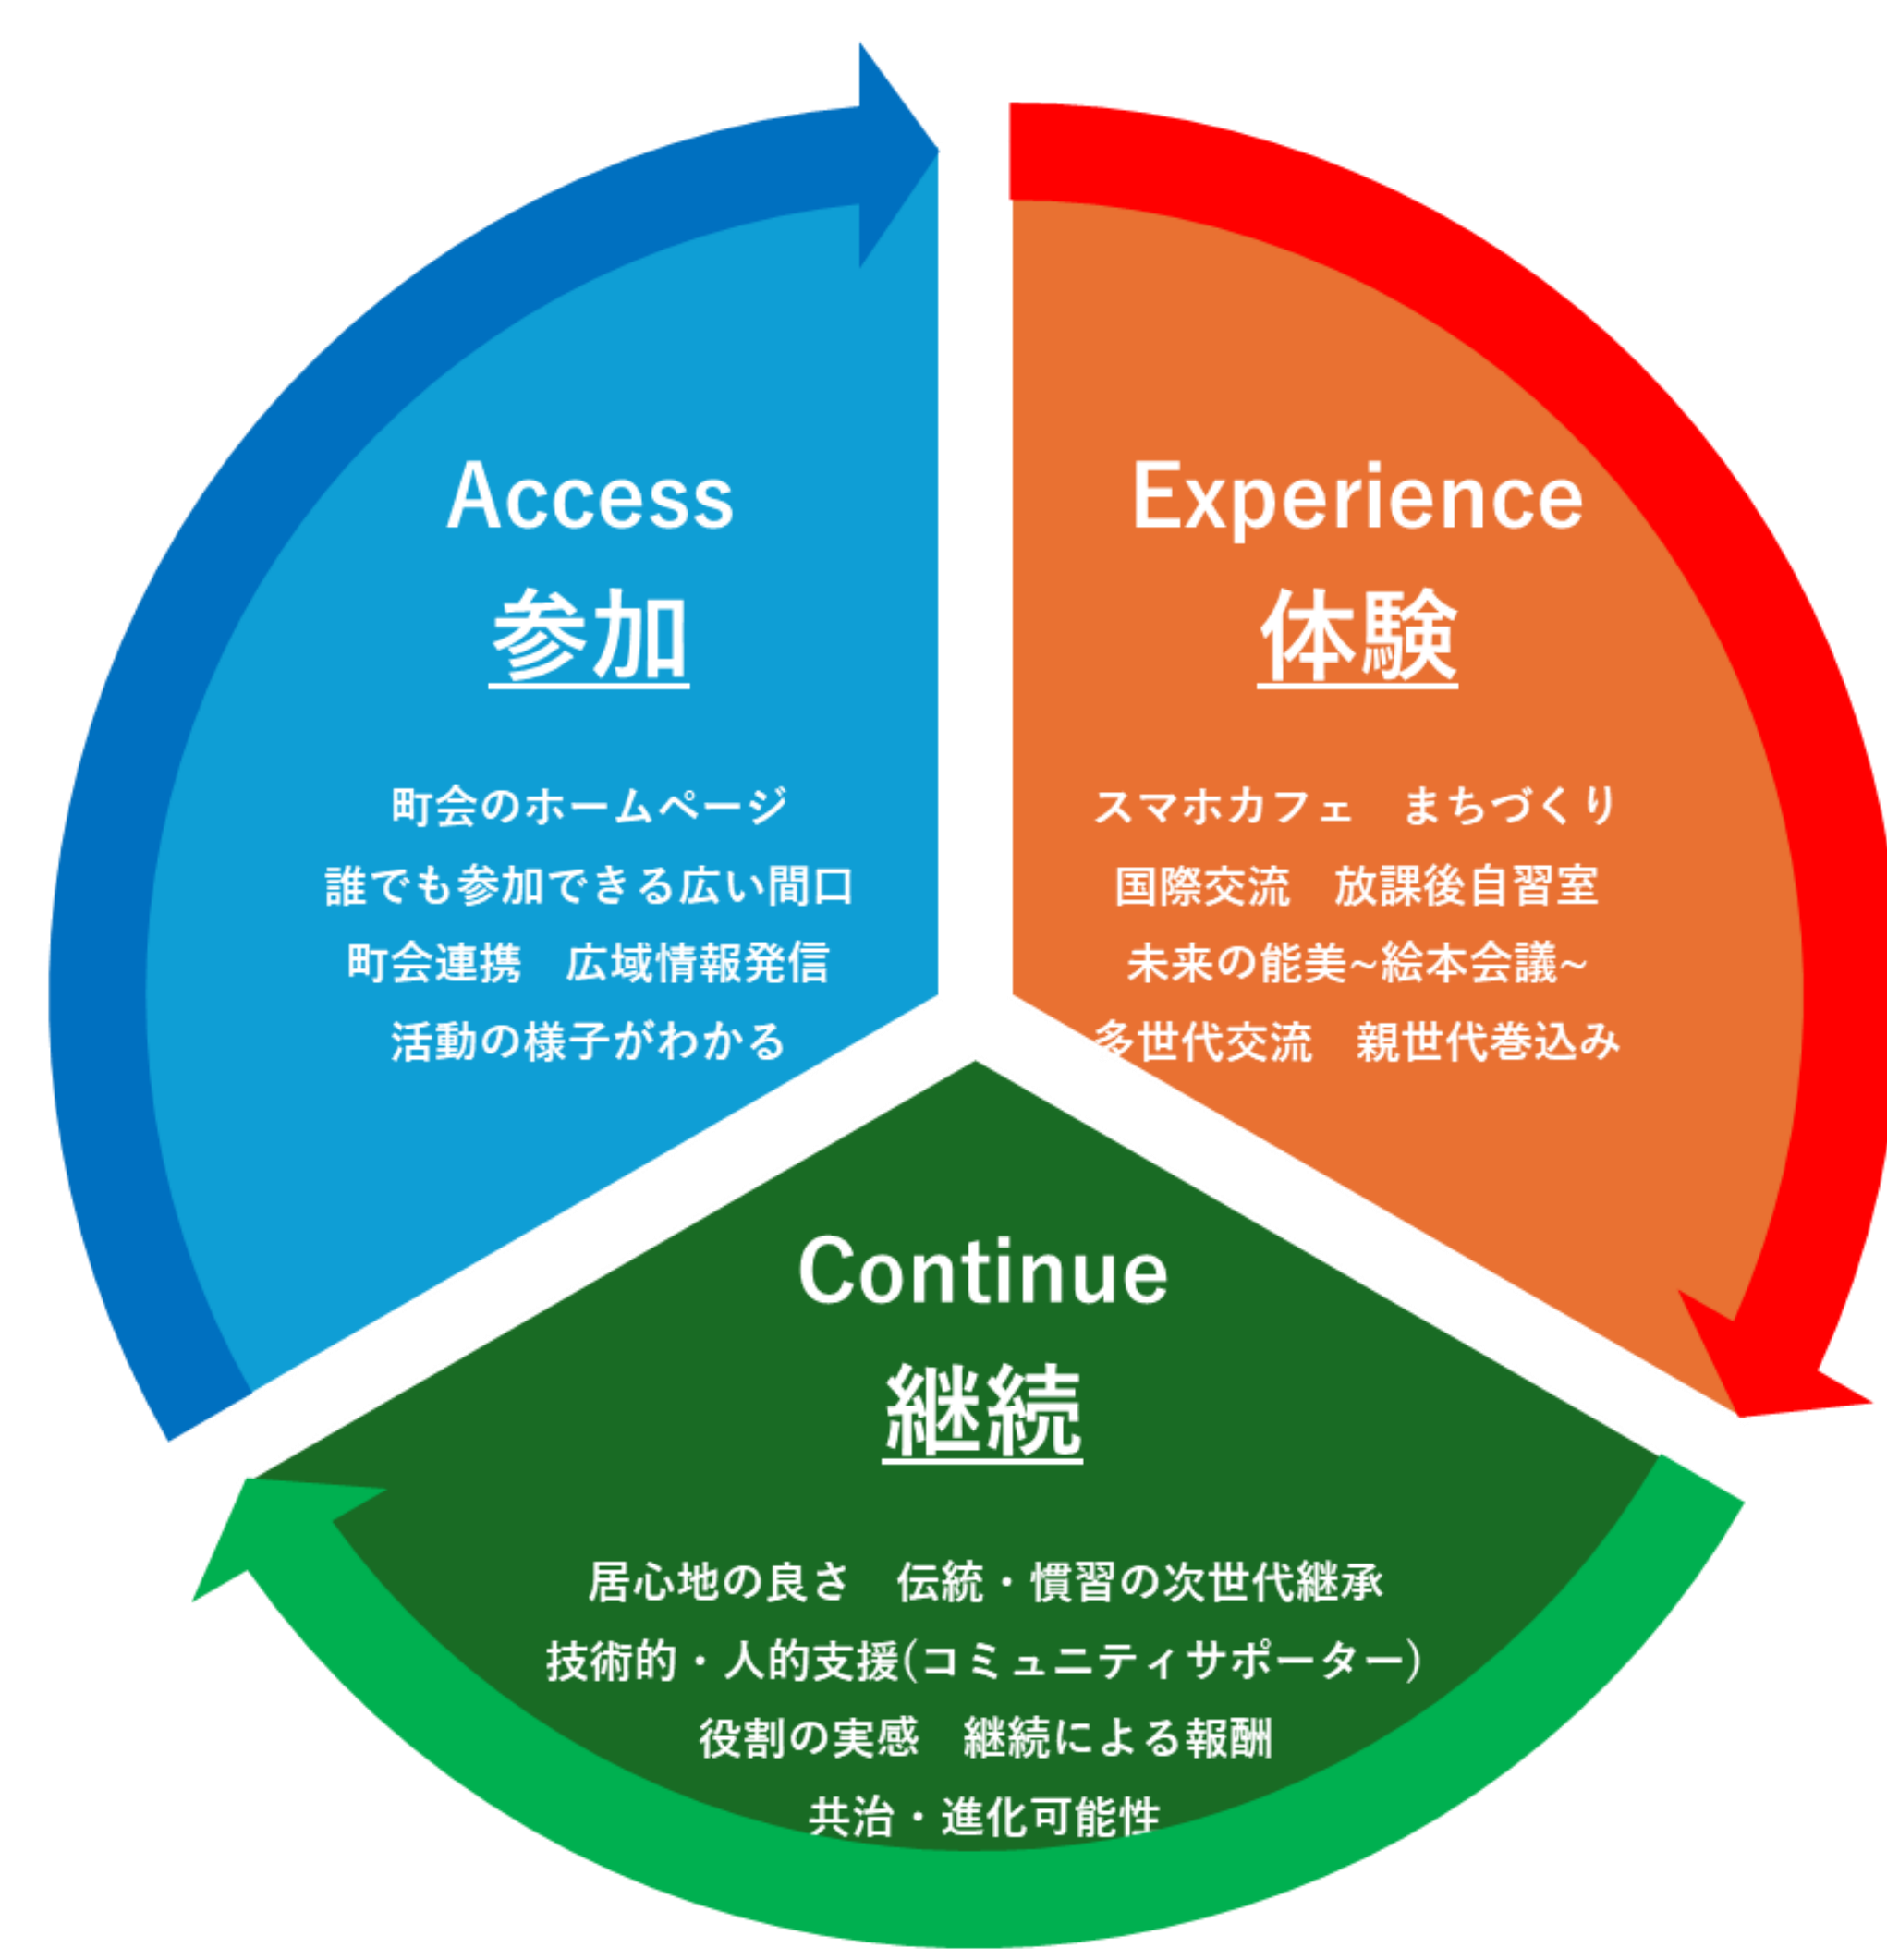 Access
参加
町会のホームページ
誰でも参加できる広い間口
町会連携　広域情報発信
活動の様子がわかる
Experience
体験
スマホカフェ　まちづくり
国際交流　放課後自習室
未来の能美~絵本会議~
多世代交流　親世代巻込み
Continue
継続
居心地の良さ　伝統・慣習の次世代継承
技術的・人的支援(コミュニティサポーター)
役割の実感　継続による報酬
共治・進化可能性